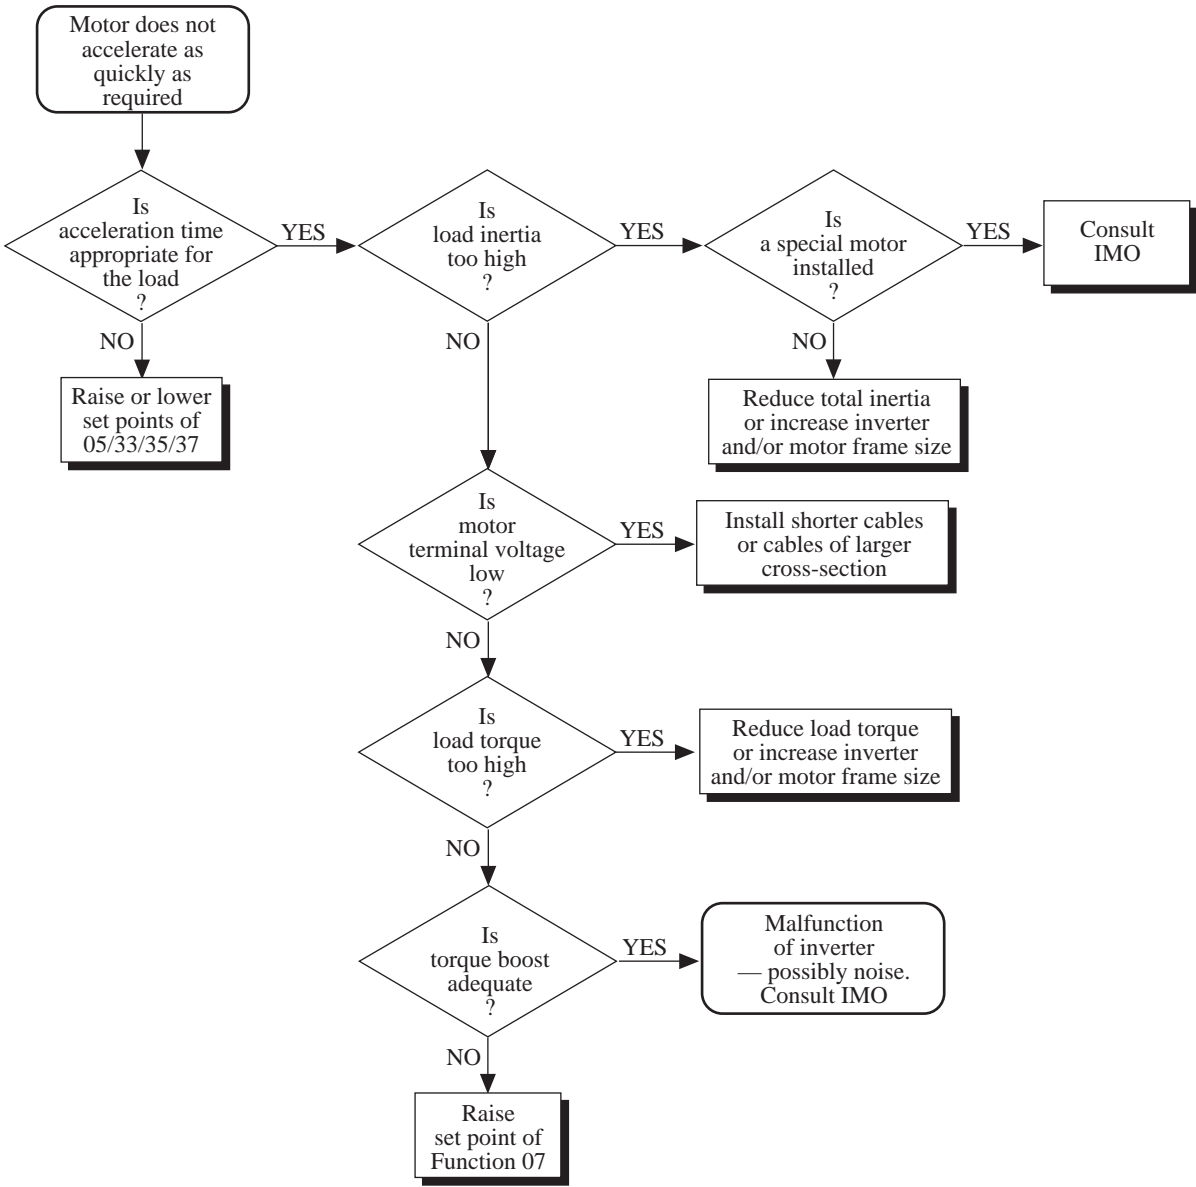 Motor does not
accelerate as
quickly as
required
Is
acceleration time
appropriate for
the load
?
YES
Is
load inertia
too high
?
YES
Is
a special motor
installed
?
YES
Consult
IMO
NO
Raise or lower
set points of
05/33/35/37
NO
NO
Reduce total inertia
or increase inverter
and/or motor frame size
Is
motor
terminal voltage
low
?
YES
Install shorter cables
or cables of larger
cross-section
NO
Is
load torque
too high
?
YES
Reduce load torque
or increase inverter
and/or motor frame size
NO
Is
torque boost
adequate
?
YES
Malfunction
of inverter
— possibly noise.
Consult IMO
NO
Raise
set point of
Function 07